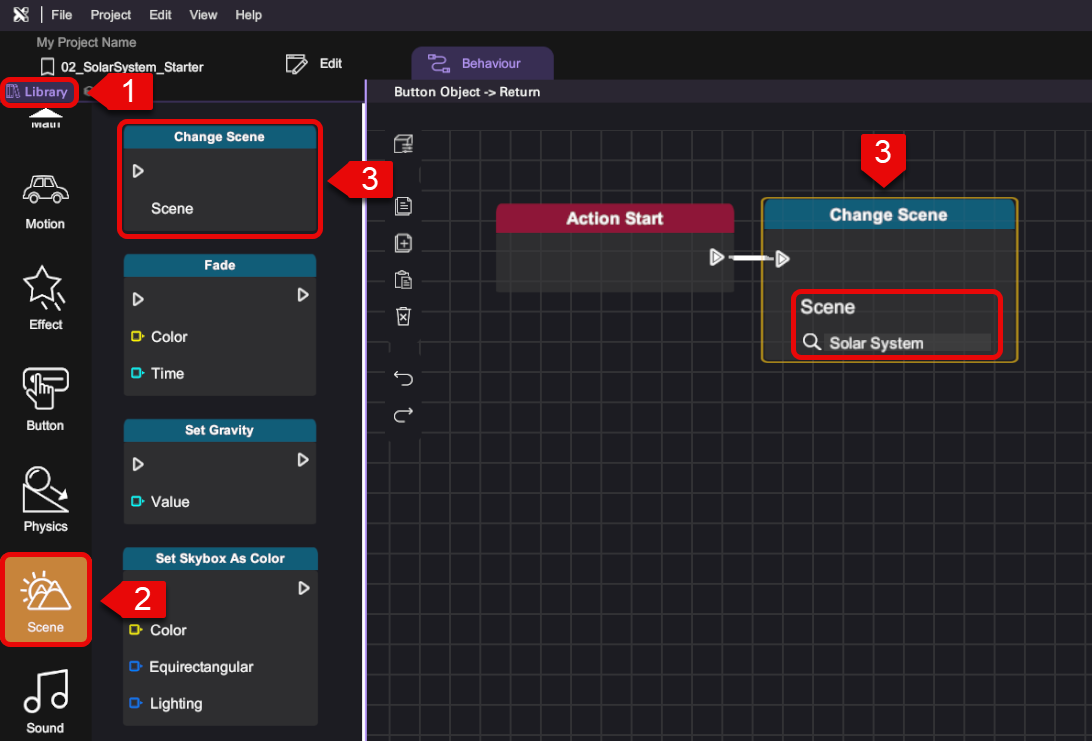 File Project Edit View Help
My Project Name
02_SolarSystem_Starter
Edit
Behaviour
Library
1
Button Object -> Return
Math
Motion
Effect
Button
Physics
Scene
2
Sound
Change Scene
Scene
3
Fade
Color
Time
Set Gravity
Value
Set Skybox As Color
Color
Equirectangular
Lighting
Action Start
3
Change Scene
Scene
Solar System